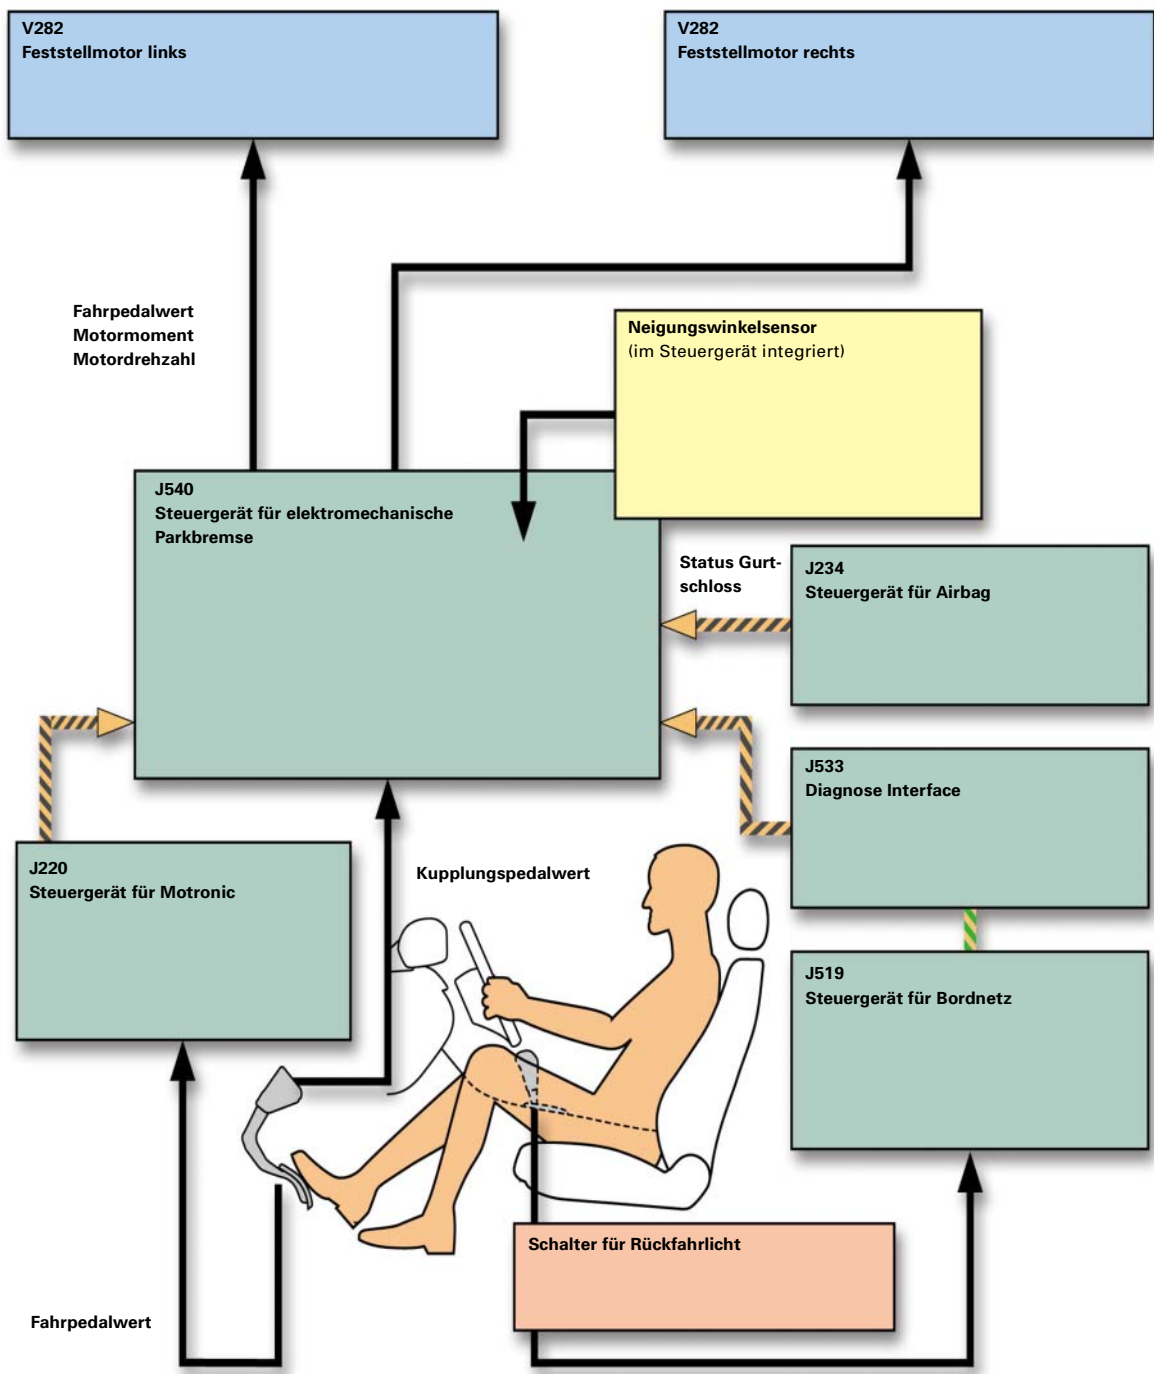 V282
Feststellmotor links
V282
Feststellmotor rechts
Fahrpedalwert
Motormoment
Motordrehzahl
Neigungswinkelsensor
(im Steuergerät integriert)
J540
Steuergerät für elektromechanische
Parkbremse
Status Gurt-
schloss
J234
Steuergerät für Airbag
J533
Diagnose Interface
J220
Steuergerät für Motronic
Kupplungspedalwert
J519
Steuergerät für Bordnetz
Schalter für Rückfahrlicht
Fahrpedalwert